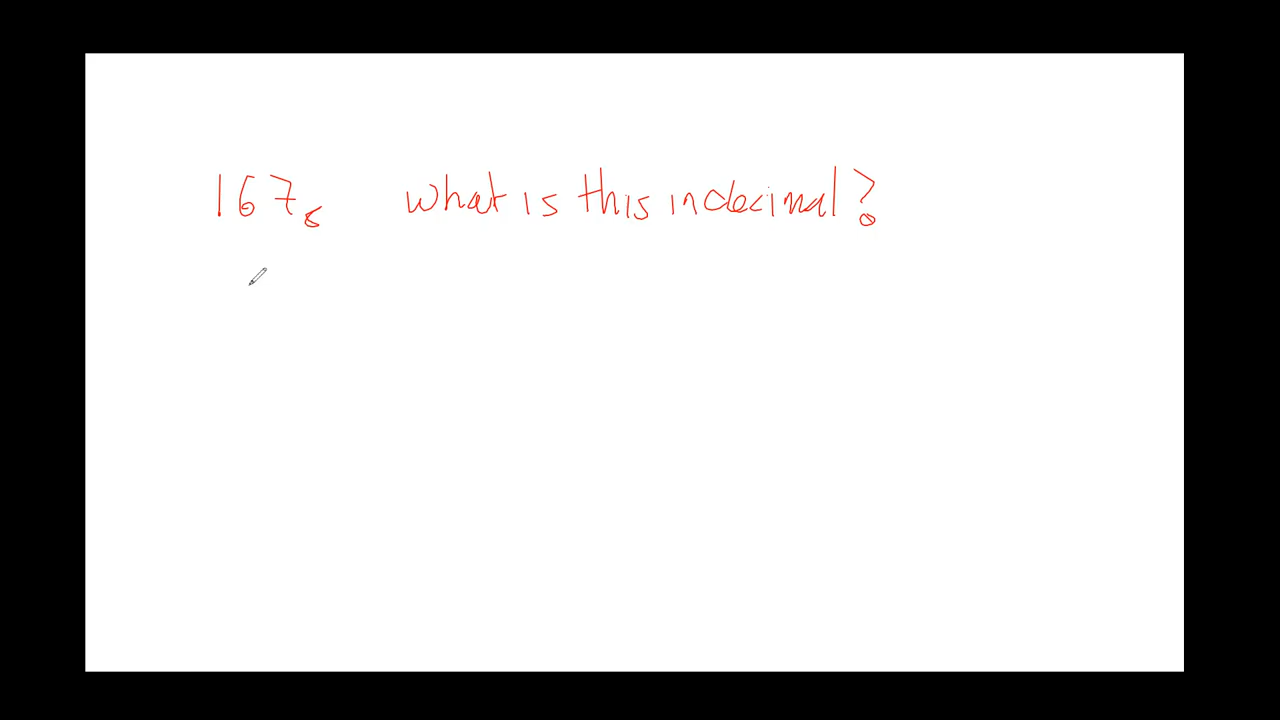 167₈ what is this in decimal?